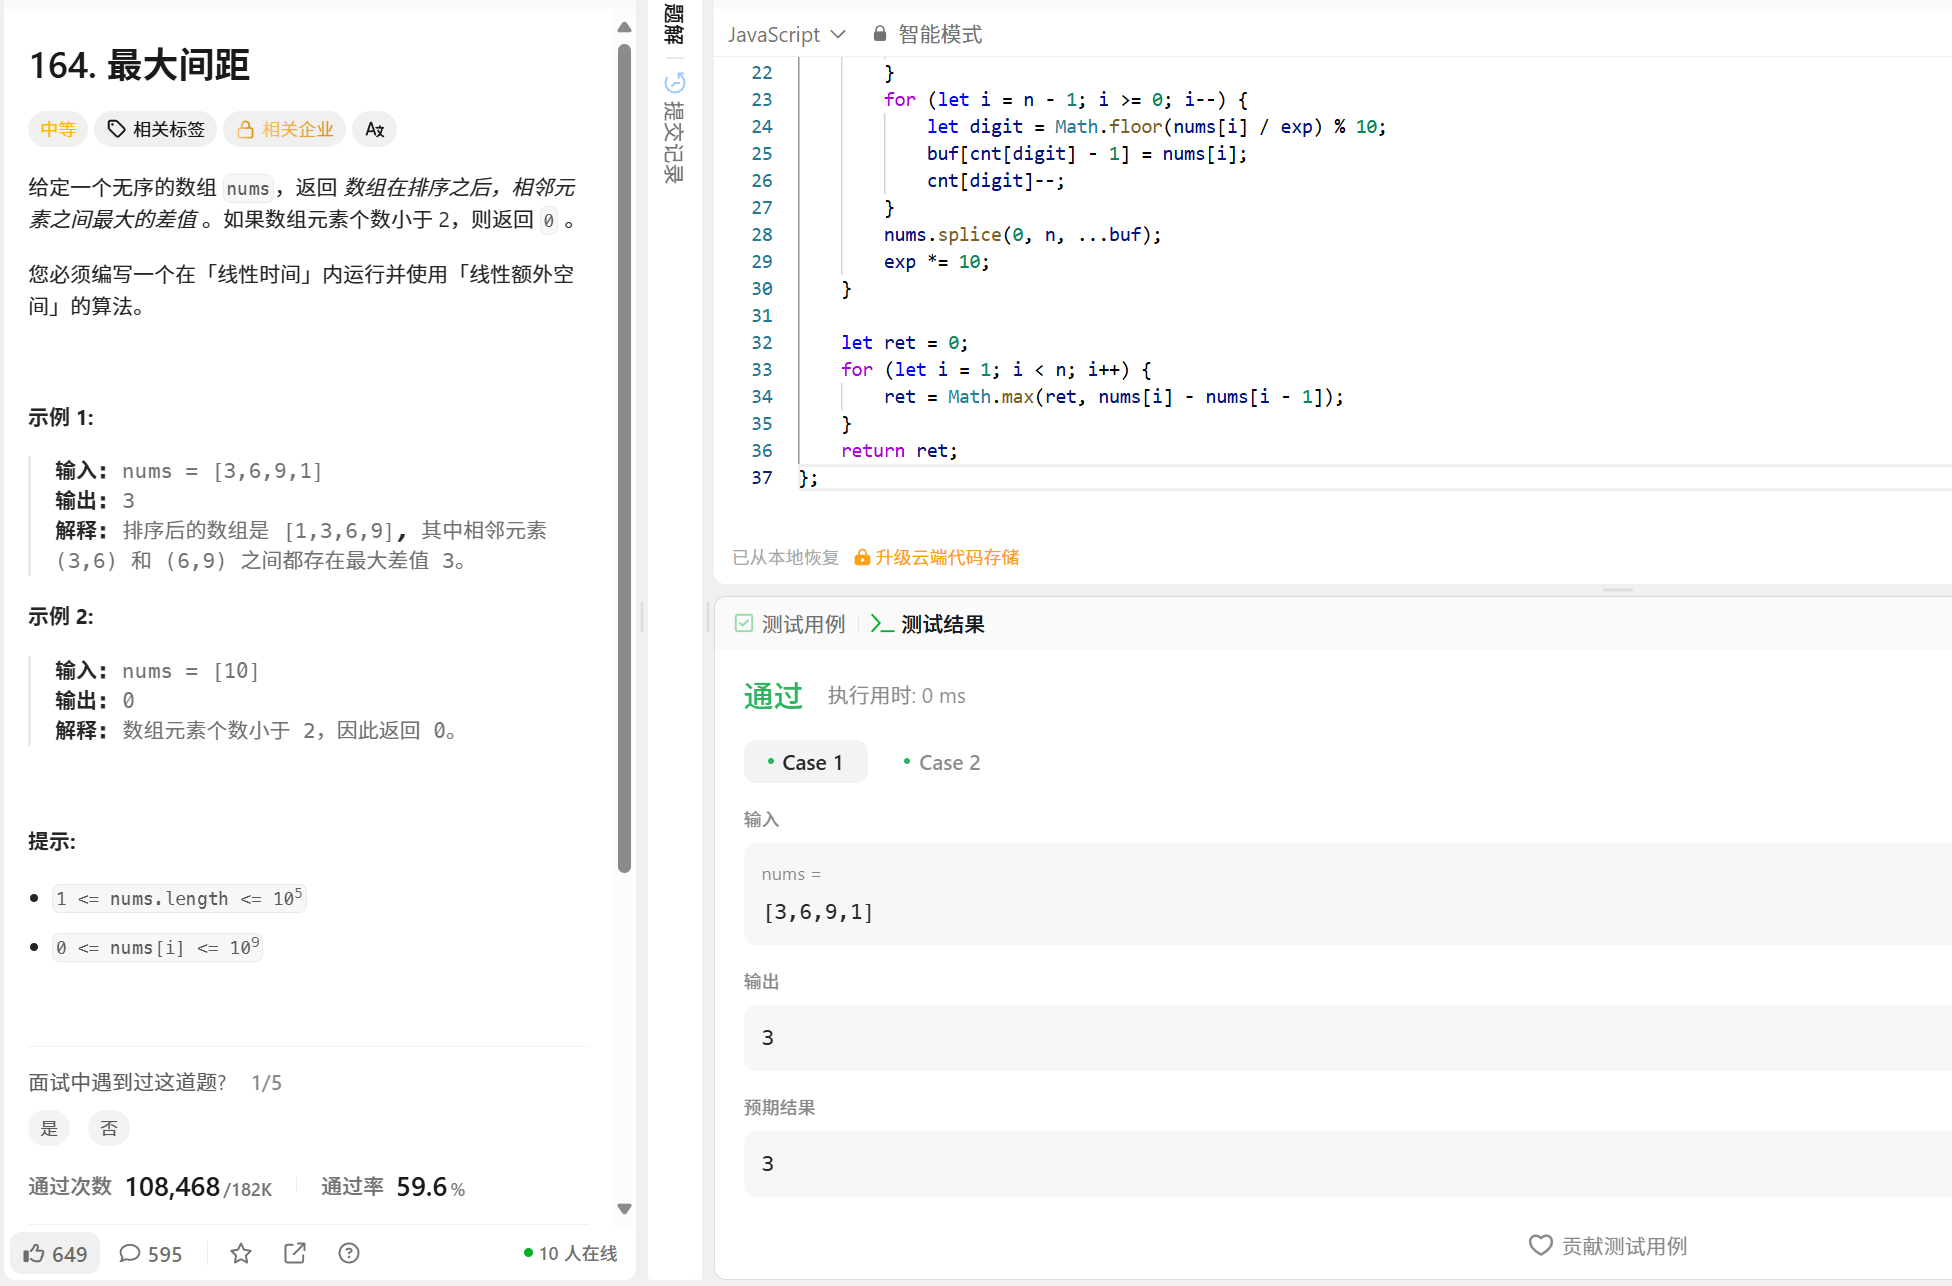 164. 最大间距
中等
相关标签
相关企业
给定一个无序的数组 nums，返回 数组在排序之后，相邻元
素之间最大的差值 。如果数组元素个数小于 2，则返回 0 。
您必须编写一个在「线性时间」内运行并使用「线性额外空
间」的算法。
示例 1:
输入: nums = [3,6,9,1]
输出: 3
解释: 排序后的数组是 [1,3,6,9], 其中相邻元素
(3,6) 和 (6,9) 之间都存在最大差值 3。
示例 2:
输入: nums = [10]
输出: 0
解释: 数组元素个数小于 2，因此返回 0。
提示:
1 <= nums.length <= 10⁵
0 <= nums[i] <= 10⁹
面试中遇到过这道题? 1/5
是
否
通过次数 108,468/182K
通过率 59.6%
649
595
10 人在线
题解
提交记录
JavaScript
智能模式
22 }
23 for (let i = n - 1; i >= 0; i--) {
24 let digit = Math.floor(nums[i] / exp) % 10;
25 buf[cnt[digit] - 1] = nums[i];
26 cnt[digit]--;
27 }
28 nums.splice(0, n, ...buf);
29 exp *= 10;
30 }
31
32 let ret = 0;
33 for (let i = 1; i < n; i++) {
34 ret = Math.max(ret, nums[i] - nums[i - 1]);
35 }
36 return ret;
37 };
已从本地恢复
升级云端代码存储
测试用例
测试结果
通过
执行用时: 0 ms
Case 1
Case 2
输入
nums =
[3,6,9,1]
输出
3
预期结果
3
贡献测试用例